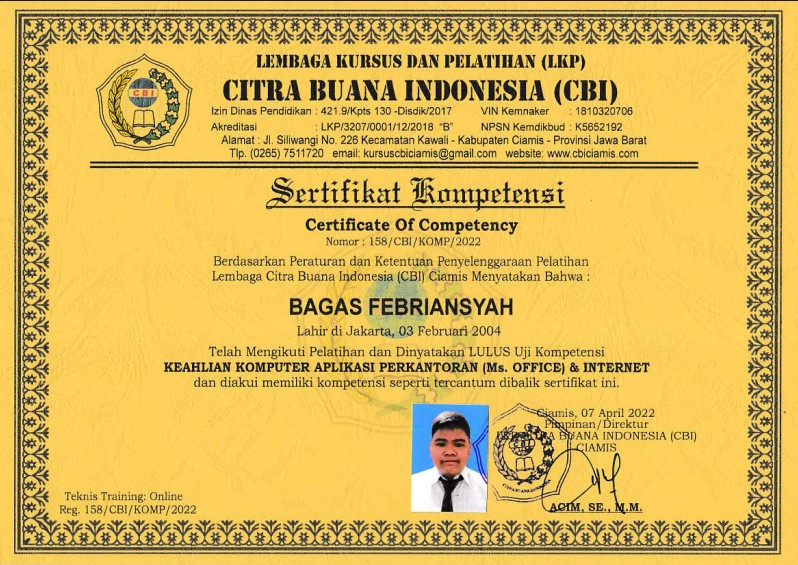 LEMBAGA KURSUS DAN PELATIHAN (LKP)
CITRA BUANA INDONESIA (CBI)
Izin Dinas Pendidikan : 421.9/Kpts 130 -Disdik/2017 VIN Kemnaker : 1810320706
Akreditasi : LKP/3207/0001/12/2018 "B" NPSN Kemdikbud : K5652192
Alamat : Jl. Siliwangi No. 226 Kecamatan Kawali - Kabupaten Ciamis - Provinsi Jawa Barat
Tlp. (0265) 7511720 email: kursuscbiciamis@gmail.com website: www.cbiciamis.com
CBI
Sertifikat Kompetensi
Certificate Of Competency
Nomor : 158/CBI/KOMP/2022
Berdasarkan Peraturan dan Ketentuan Penyelenggaraan Pelatihan
Lembaga Citra Buana Indonesia (CBI) Ciamis Menyatakan Bahwa :
BAGAS FEBRIANSYAH
Lahir di Jakarta, 03 Februari 2004
Telah Mengikuti Pelatihan dan Dinyatakan LULUS Uji Kompetensi
KEAHLIAN KOMPUTER APLIKASI PERKANTORAN (Ms. OFFICE) & INTERNET
dan diakui memiliki kompetensi seperti tercantum dibalik sertifikat ini.
Ciamis, 07 April 2022
Pimpinan/Direktur
BUANA INDONESIA (CBI)
CIAMIS
CITRA BUANA INDONESIA
ACIM, SE., M.M.
Teknis Training: Online
Reg. 158/CBI/KOMP/2022